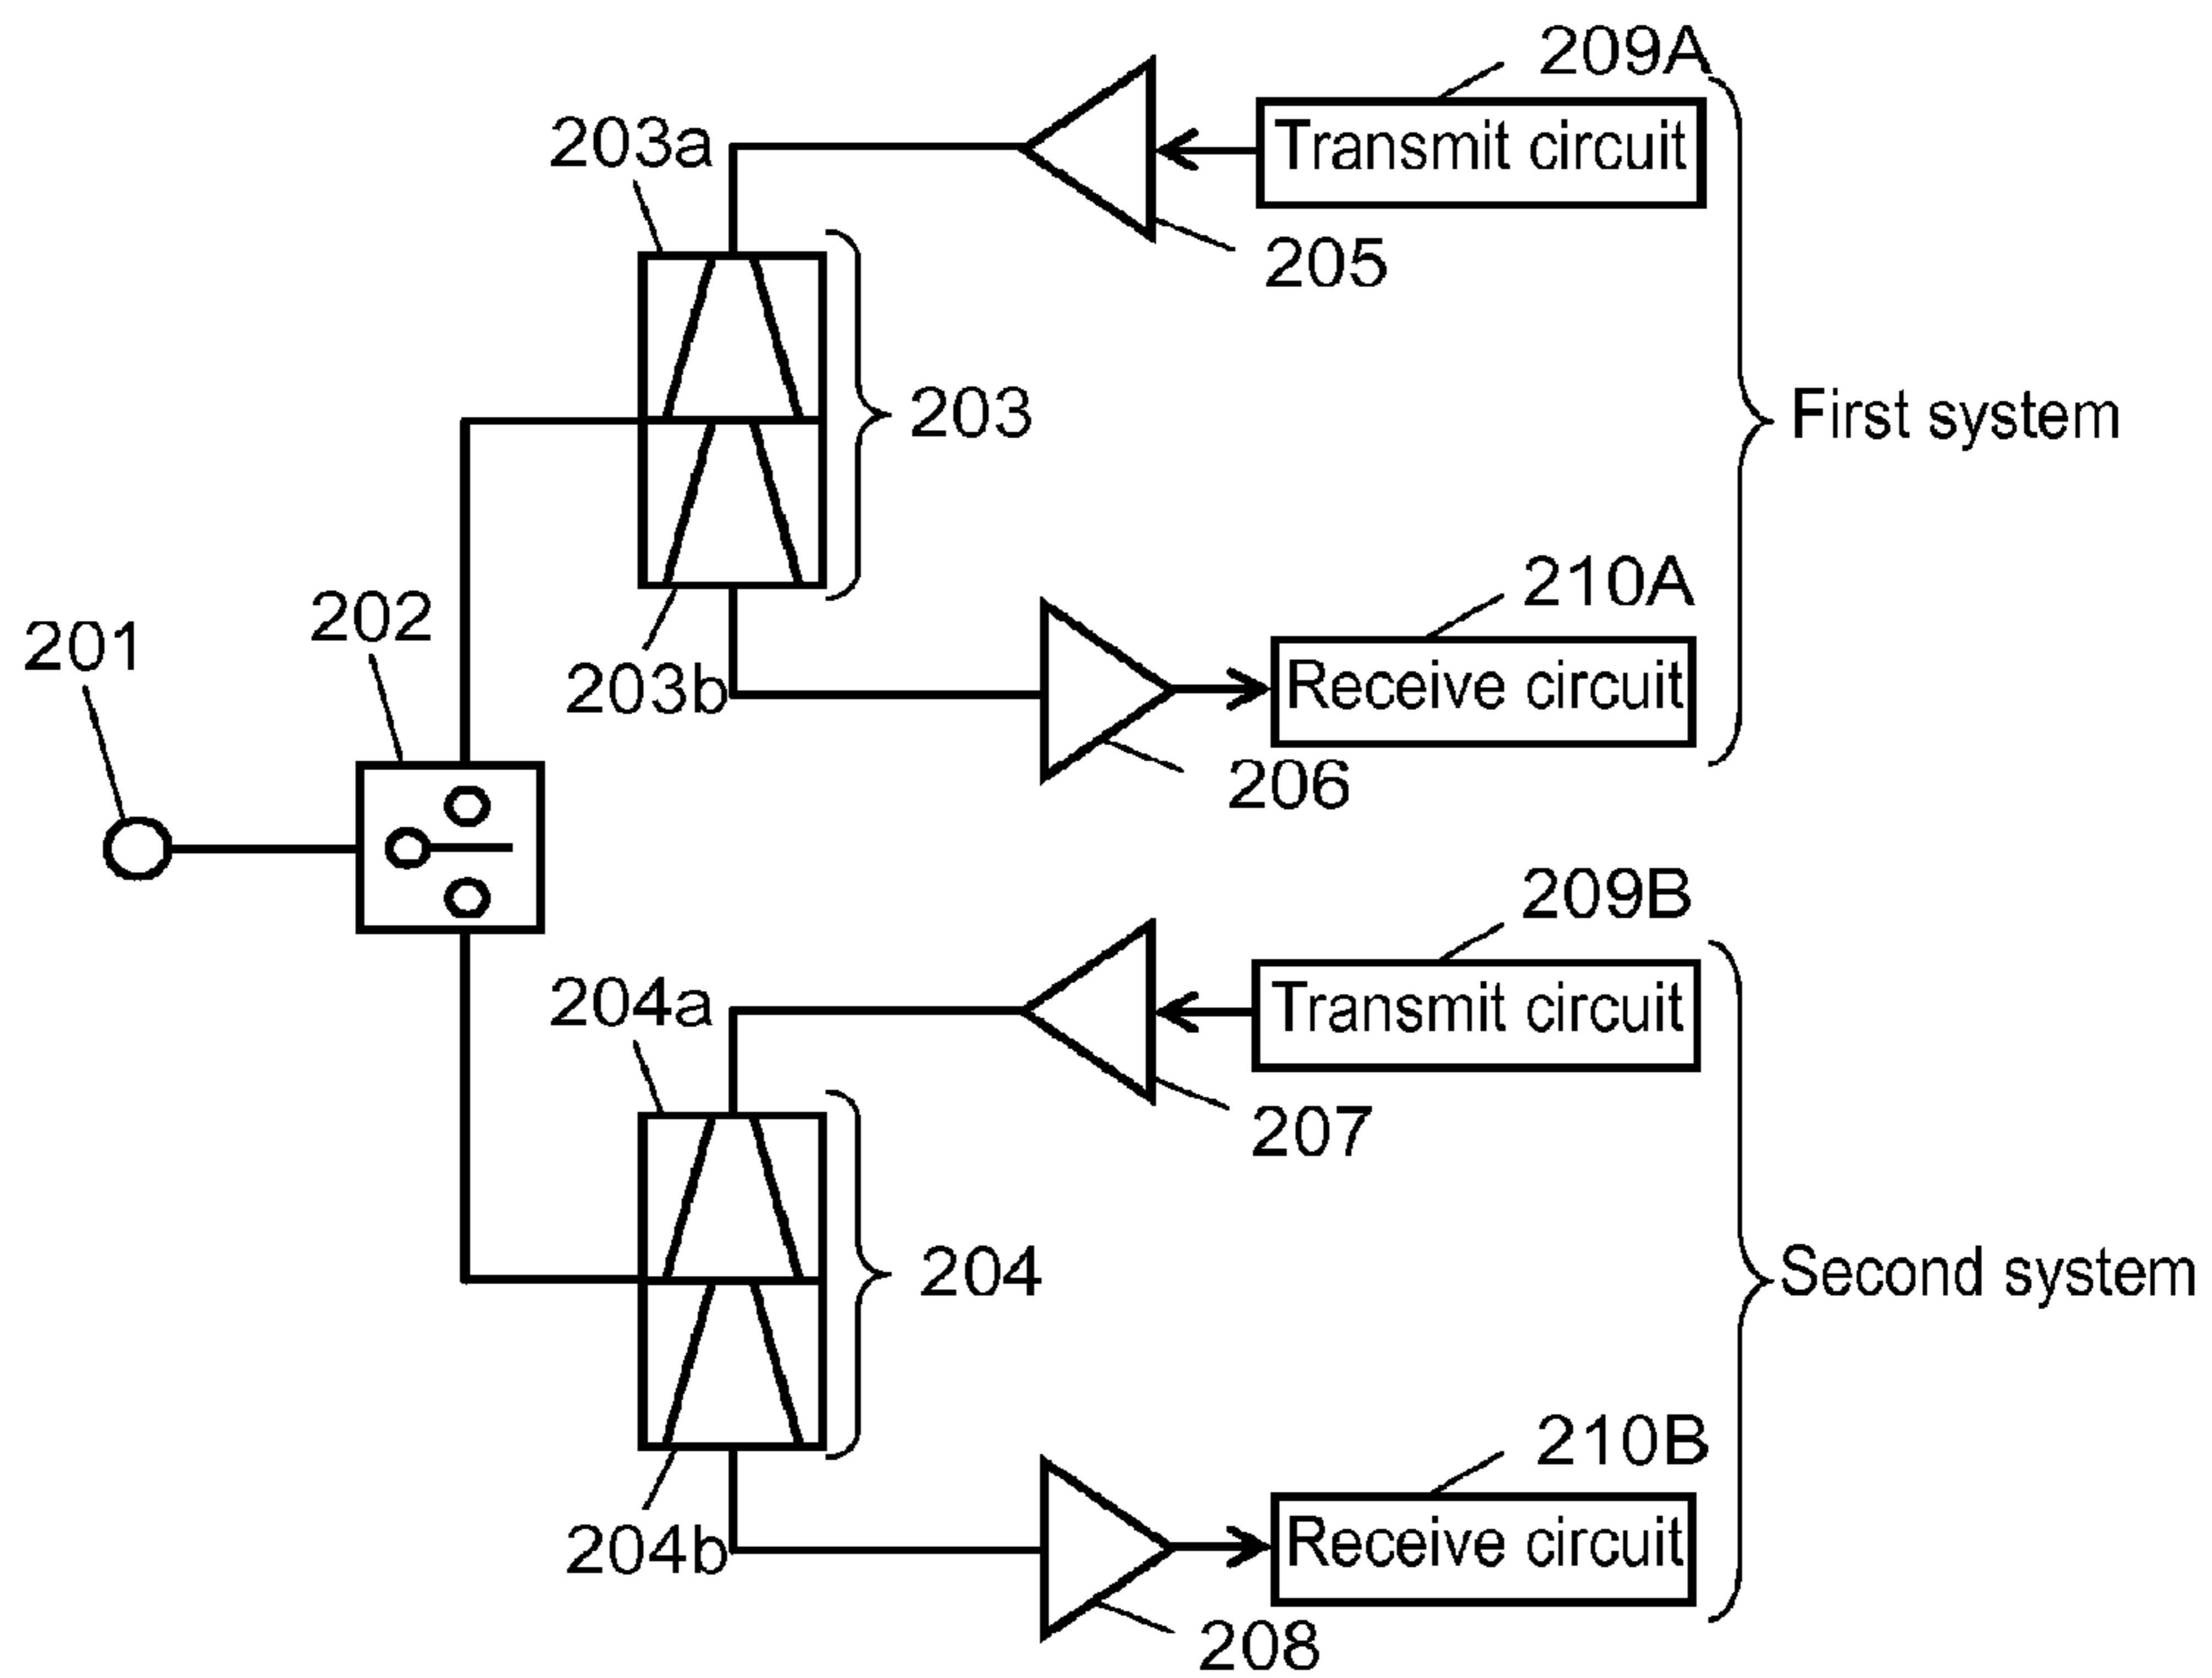 209A
Transmit circuit
203a
205
203
First system
210A
202
Receive circuit
201
203b
206
209B
204a
Transmit circuit
207
204
Second system
210B
204b
Receive circuit
208